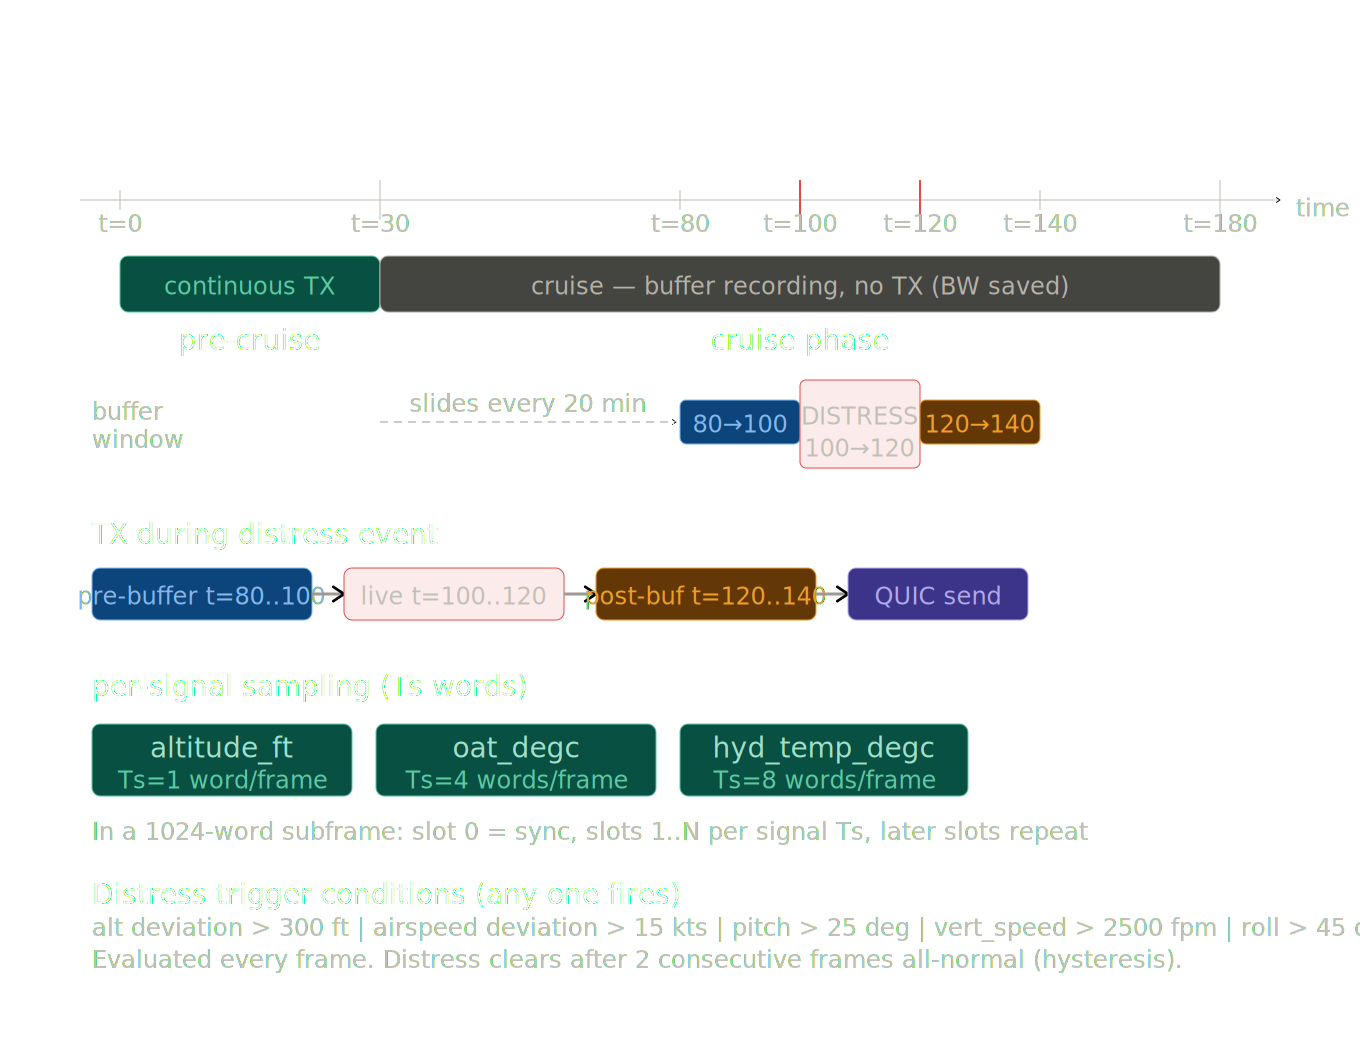 time
t=0
t=30
t=80
t=100
t=120
t=140
t=180
continuous TX
cruise — buffer recording, no TX (BW saved)
pre-cruise
cruise phase
buffer
window
slides every 20 min
80→100
DISTRESS
100→120
120→140
TX during distress event
pre-buffer t=80..100
live t=100..120
post-buf t=120..140
QUIC send
per-signal sampling (Ts words)
altitude_ft
Ts=1 word/frame
oat_degc
Ts=4 words/frame
hyd_temp_degc
Ts=8 words/frame
In a 1024-word subframe: slot 0 = sync, slots 1..N per signal Ts, later slots repeat
Distress trigger conditions (any one fires)
alt deviation > 300 ft | airspeed deviation > 15 kts | pitch > 25 deg | vert_speed > 2500 fpm | roll > 45
Evaluated every frame. Distress clears after 2 consecutive frames all-normal (hysteresis).